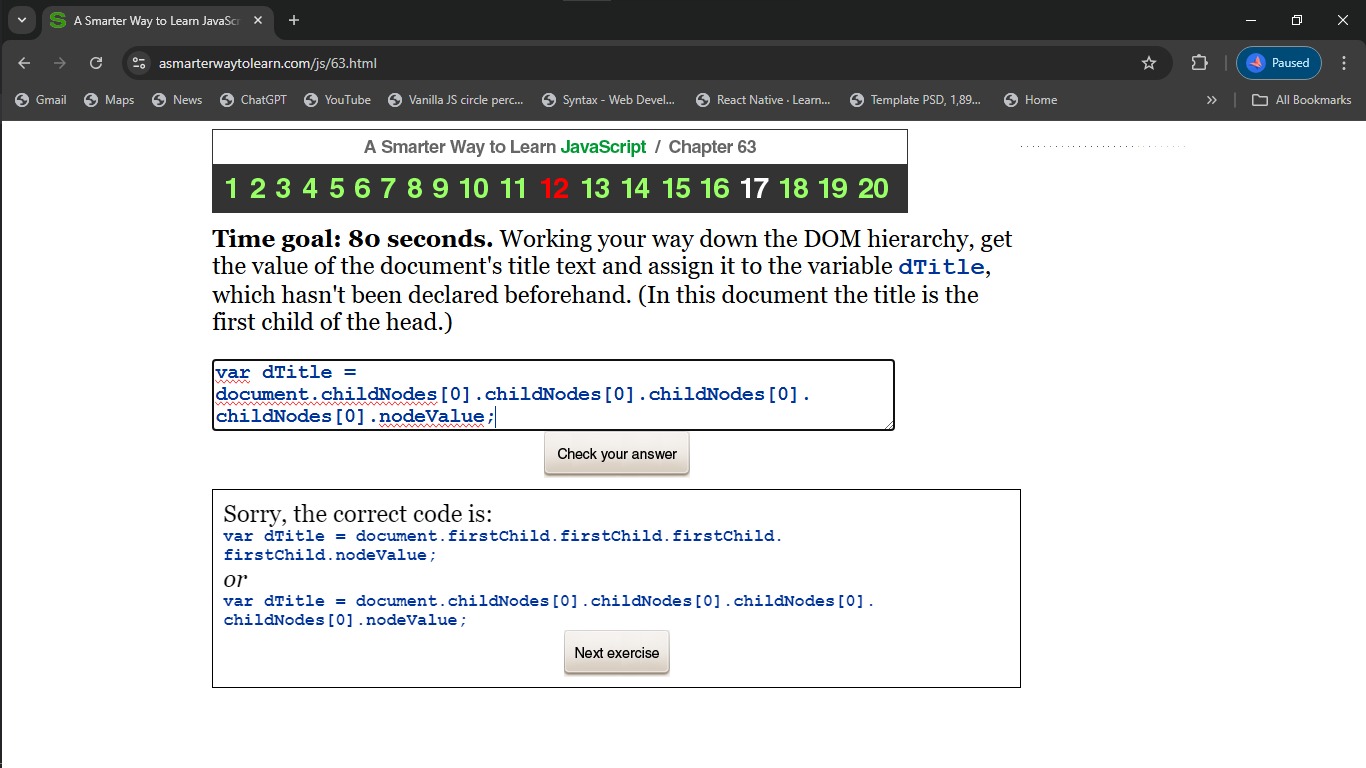 A Smarter Way to Learn JavaScr
asmarterwaytolearn.com/js/63.html
Paused
Gmail Maps News ChatGPT YouTube Vanilla JS circle perc... Syntax - Web Devel... React Native · Learn... Template PSD, 1,89... Home » All Bookmarks
A Smarter Way to Learn JavaScript / Chapter 63
1 2 3 4 5 6 7 8 9 10 11 12 13 14 15 16 17 18 19 20
Time goal: 80 seconds. Working your way down the DOM hierarchy, get
the value of the document's title text and assign it to the variable dTitle,
which hasn't been declared beforehand. (In this document the title is the
first child of the head.)
var dTitle =
document.childNodes[0].childNodes[0].childNodes[0].
childNodes[0].nodeValue;
Check your answer
Sorry, the correct code is:
var dTitle = document.firstChild.firstChild.firstChild.
firstChild.nodeValue;
or
var dTitle = document.childNodes[0].childNodes[0].childNodes[0].
childNodes[0].nodeValue;
Next exercise